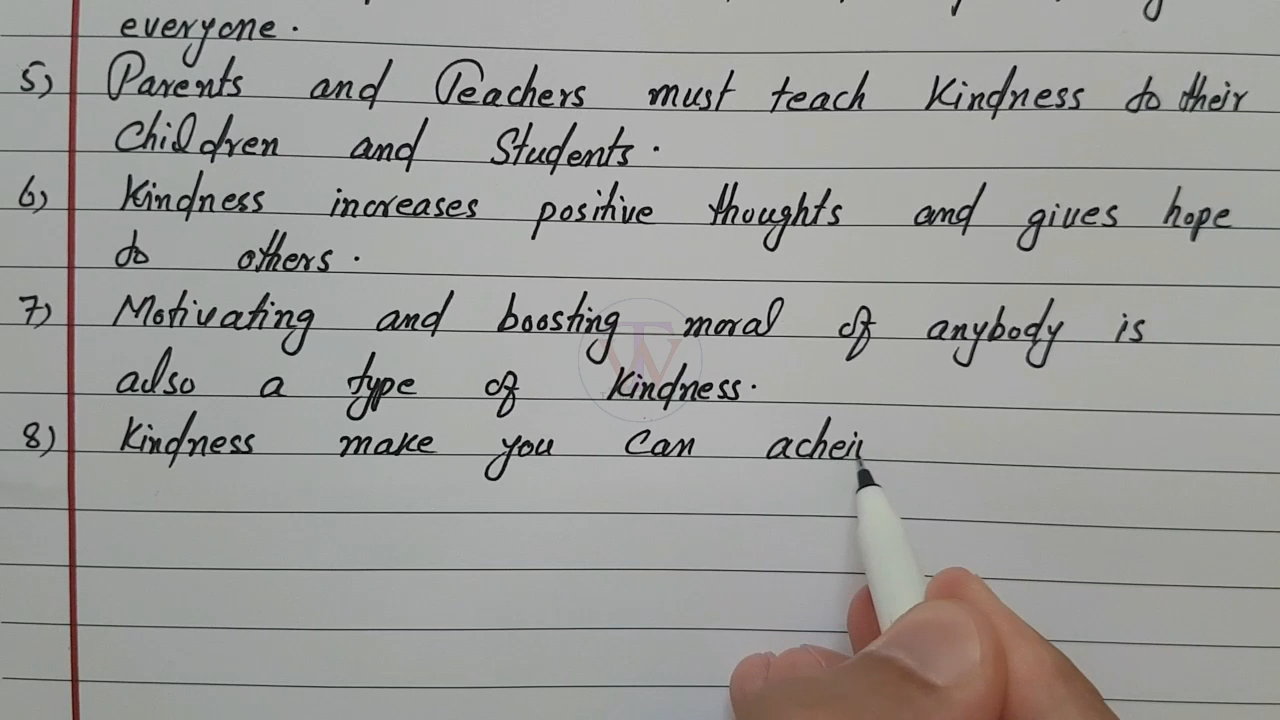 everyone.
5) Parents and Teachers must teach Kindness to their
Children and Students.
6) Kindness increases positive thoughts and gives hope
to others.
7) Motivating and boosting moral of anybody is
also a type of Kindness.
8) Kindness make you can achei